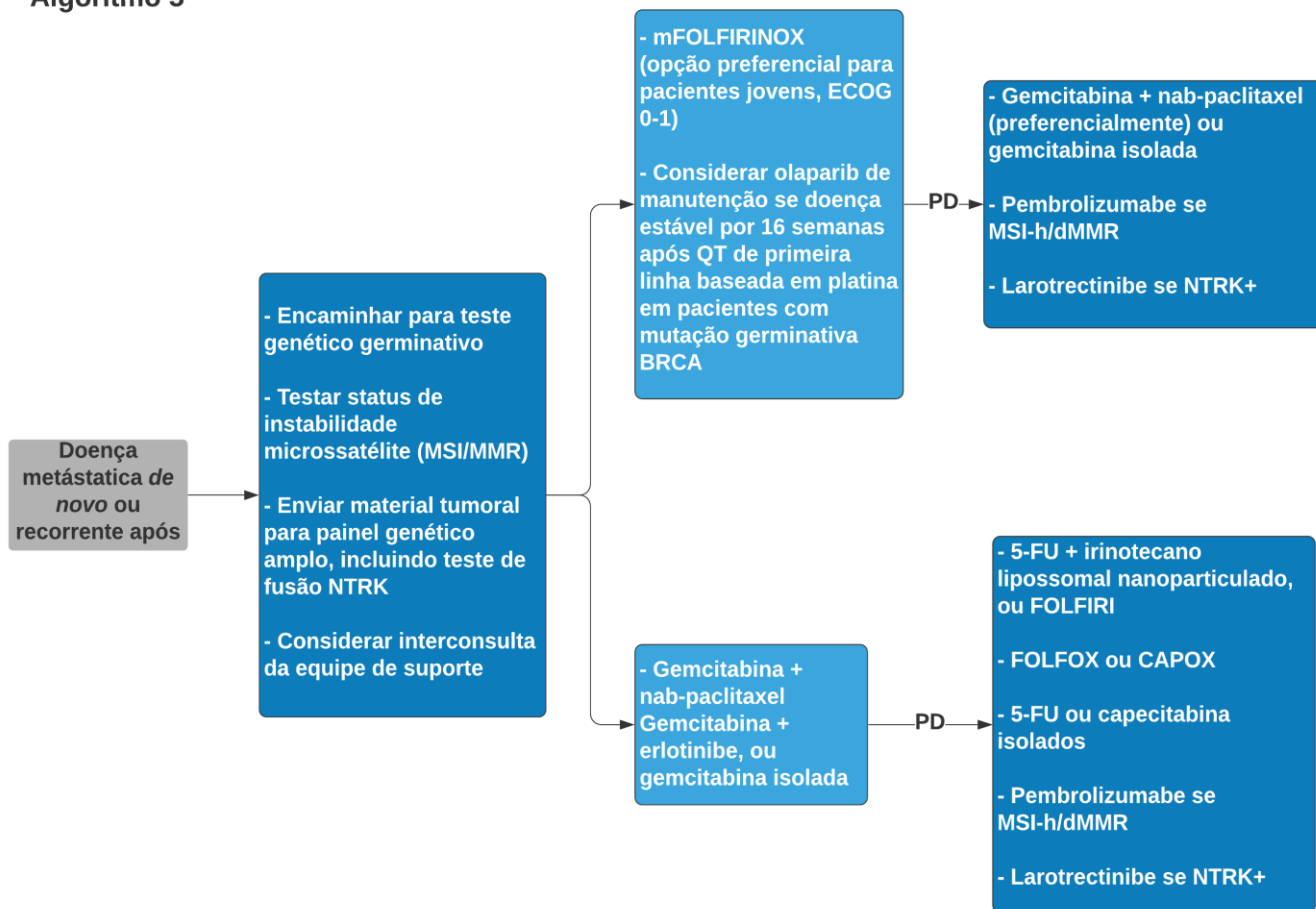 Algoritmo 3
Doença
metástatica de
novo ou
recorrente após
- Encaminhar para teste
genético germinativo
- Testar status de
instabilidade
microssatélite (MSI/MMR)
- Enviar material tumoral
para painel genético
amplo, incluindo teste de
fusão NTRK
- Considerar interconsulta
da equipe de suporte
- mFOLFIRINOX
(opção preferencial para
pacientes jovens, ECOG
0-1)
- Considerar olaparib de
manutenção se doença
estável por 16 semanas
após QT de primeira
linha baseada em platina
em pacientes com
mutação germinativa
BRCA
PD
- Gemcitabina + nab-paclitaxel
(preferencialmente) ou
gemcitabina isolada
- Pembrolizumabe se
MSI-h/dMMR
- Larotrectinibe se NTRK+
- Gemcitabina +
nab-paclitaxel
Gemcitabina +
erlotinibe, ou
gemcitabina isolada
PD
- 5-FU + irinotecano
lipossomal nanoparticulado,
ou FOLFIRI
- FOLFOX ou CAPOX
- 5-FU ou capecitabina
isolados
- Pembrolizumabe se
MSI-h/dMMR
- Larotrectinibe se NTRK+